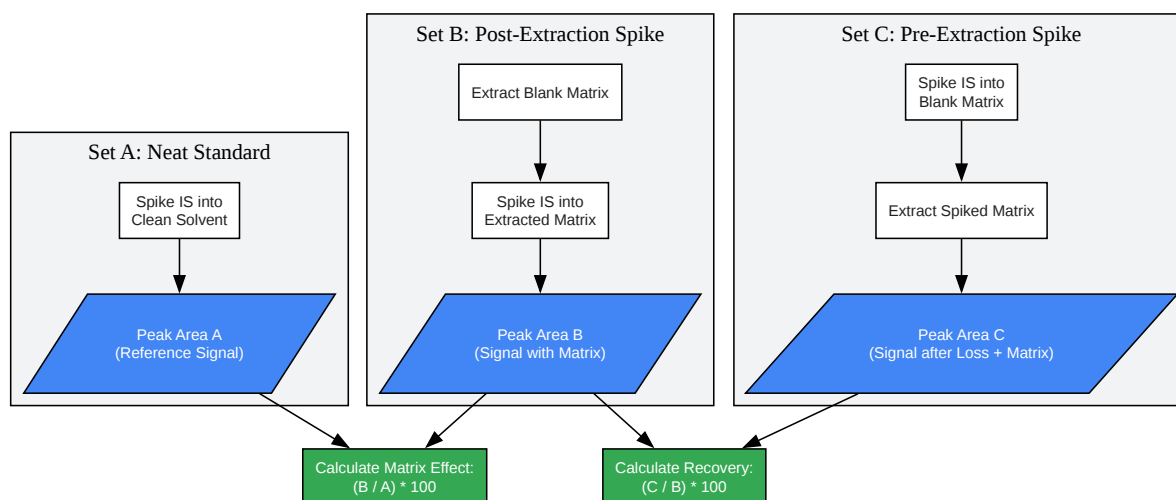 Set A: Neat Standard
Spike IS into
Clean Solvent
Peak Area A
(Reference Signal)
Set B: Post-Extraction Spike
Extract Blank Matrix
Spike IS into
Extracted Matrix
Peak Area B
(Signal with Matrix)
Set C: Pre-Extraction Spike
Spike IS into
Blank Matrix
Extract Spiked Matrix
Peak Area C
(Signal after Loss + Matrix)
Calculate Matrix Effect:
(B / A) * 100
Calculate Recovery:
(C / B) * 100